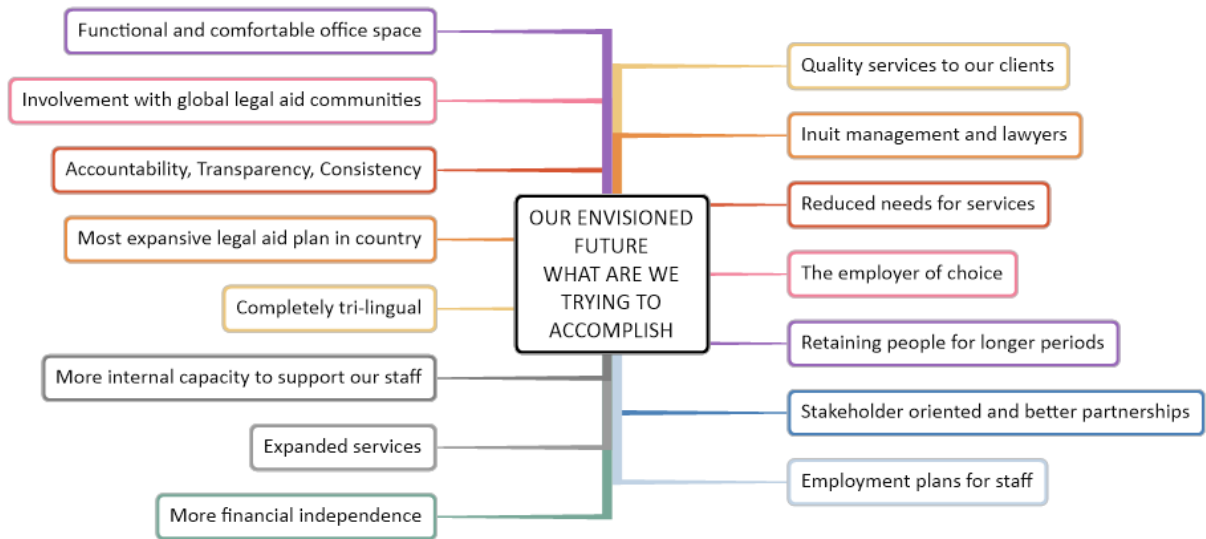 Functional and comfortable office space
Involvement with global legal aid communities
Accountability, Transparency, Consistency
Most expansive legal aid plan in country
Completely tri-lingual
More internal capacity to support our staff
Expanded services
More financial independence
OUR ENVISIONED
FUTURE
WHAT ARE WE
TRYING TO
ACCOMPLISH
Quality services to our clients
Inuit management and lawyers
Reduced needs for services
The employer of choice
Retaining people for longer periods
Stakeholder oriented and better partnerships
Employment plans for staff